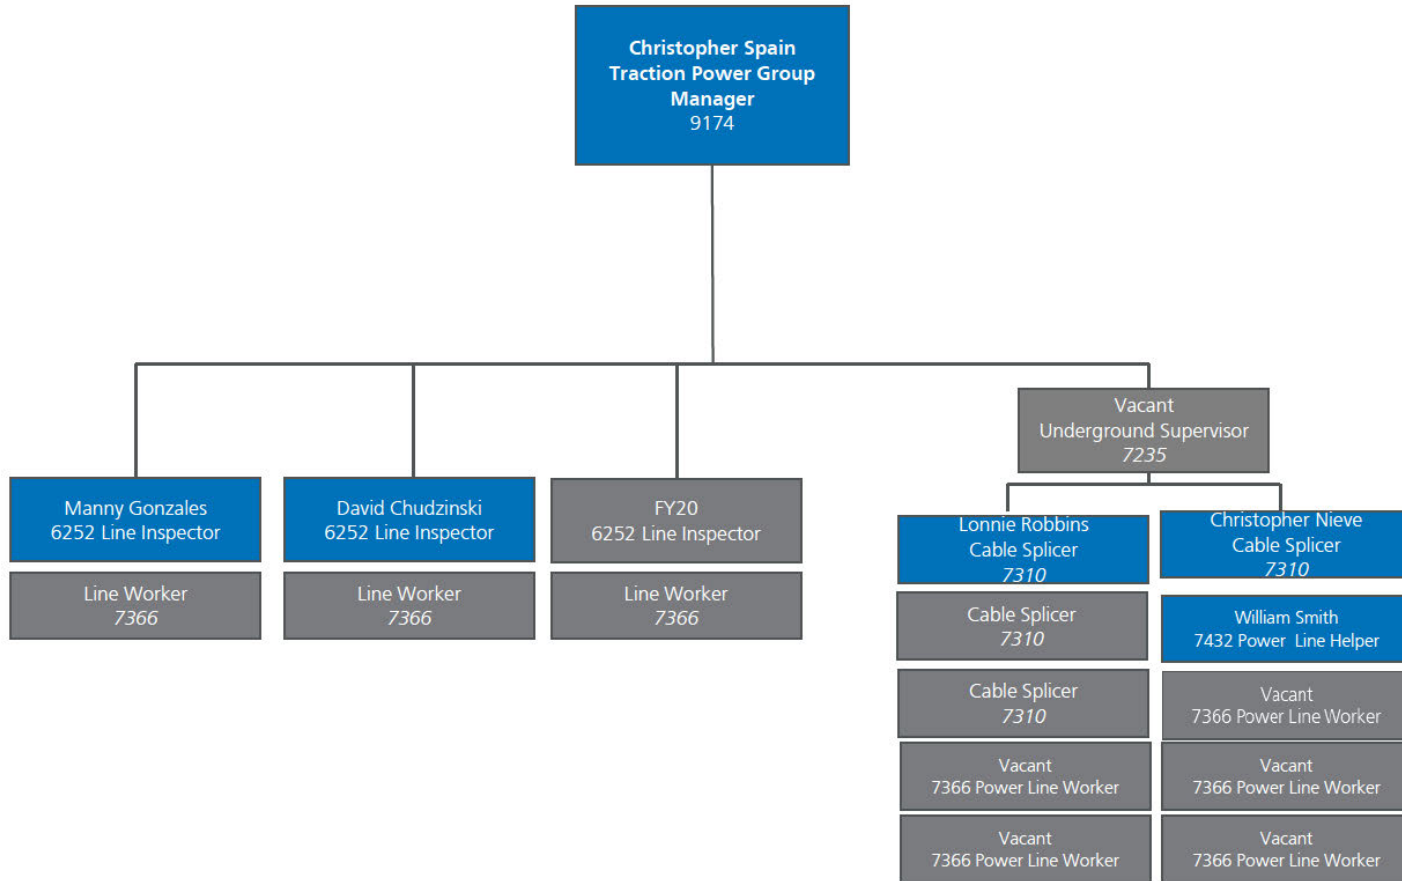 Christopher Spain
Traction Power Group
Manager
9174
Vacant
Underground Supervisor
7235
Manny Gonzales
6252 Line Inspector
David Chudzinski
6252 Line Inspector
FY20
6252 Line Inspector
Line Worker
7366
Line Worker
7366
Line Worker
7366
Lonnie Robbins
Cable Splicer
7310
Christopher Nieve
Cable Splicer
7310
Cable Splicer
7310
William Smith
7432 Power Line Helper
Cable Splicer
7310
Vacant
7366 Power Line Worker
Vacant
7366 Power Line Worker
Vacant
7366 Power Line Worker
Vacant
7366 Power Line Worker
Vacant
7366 Power Line Worker